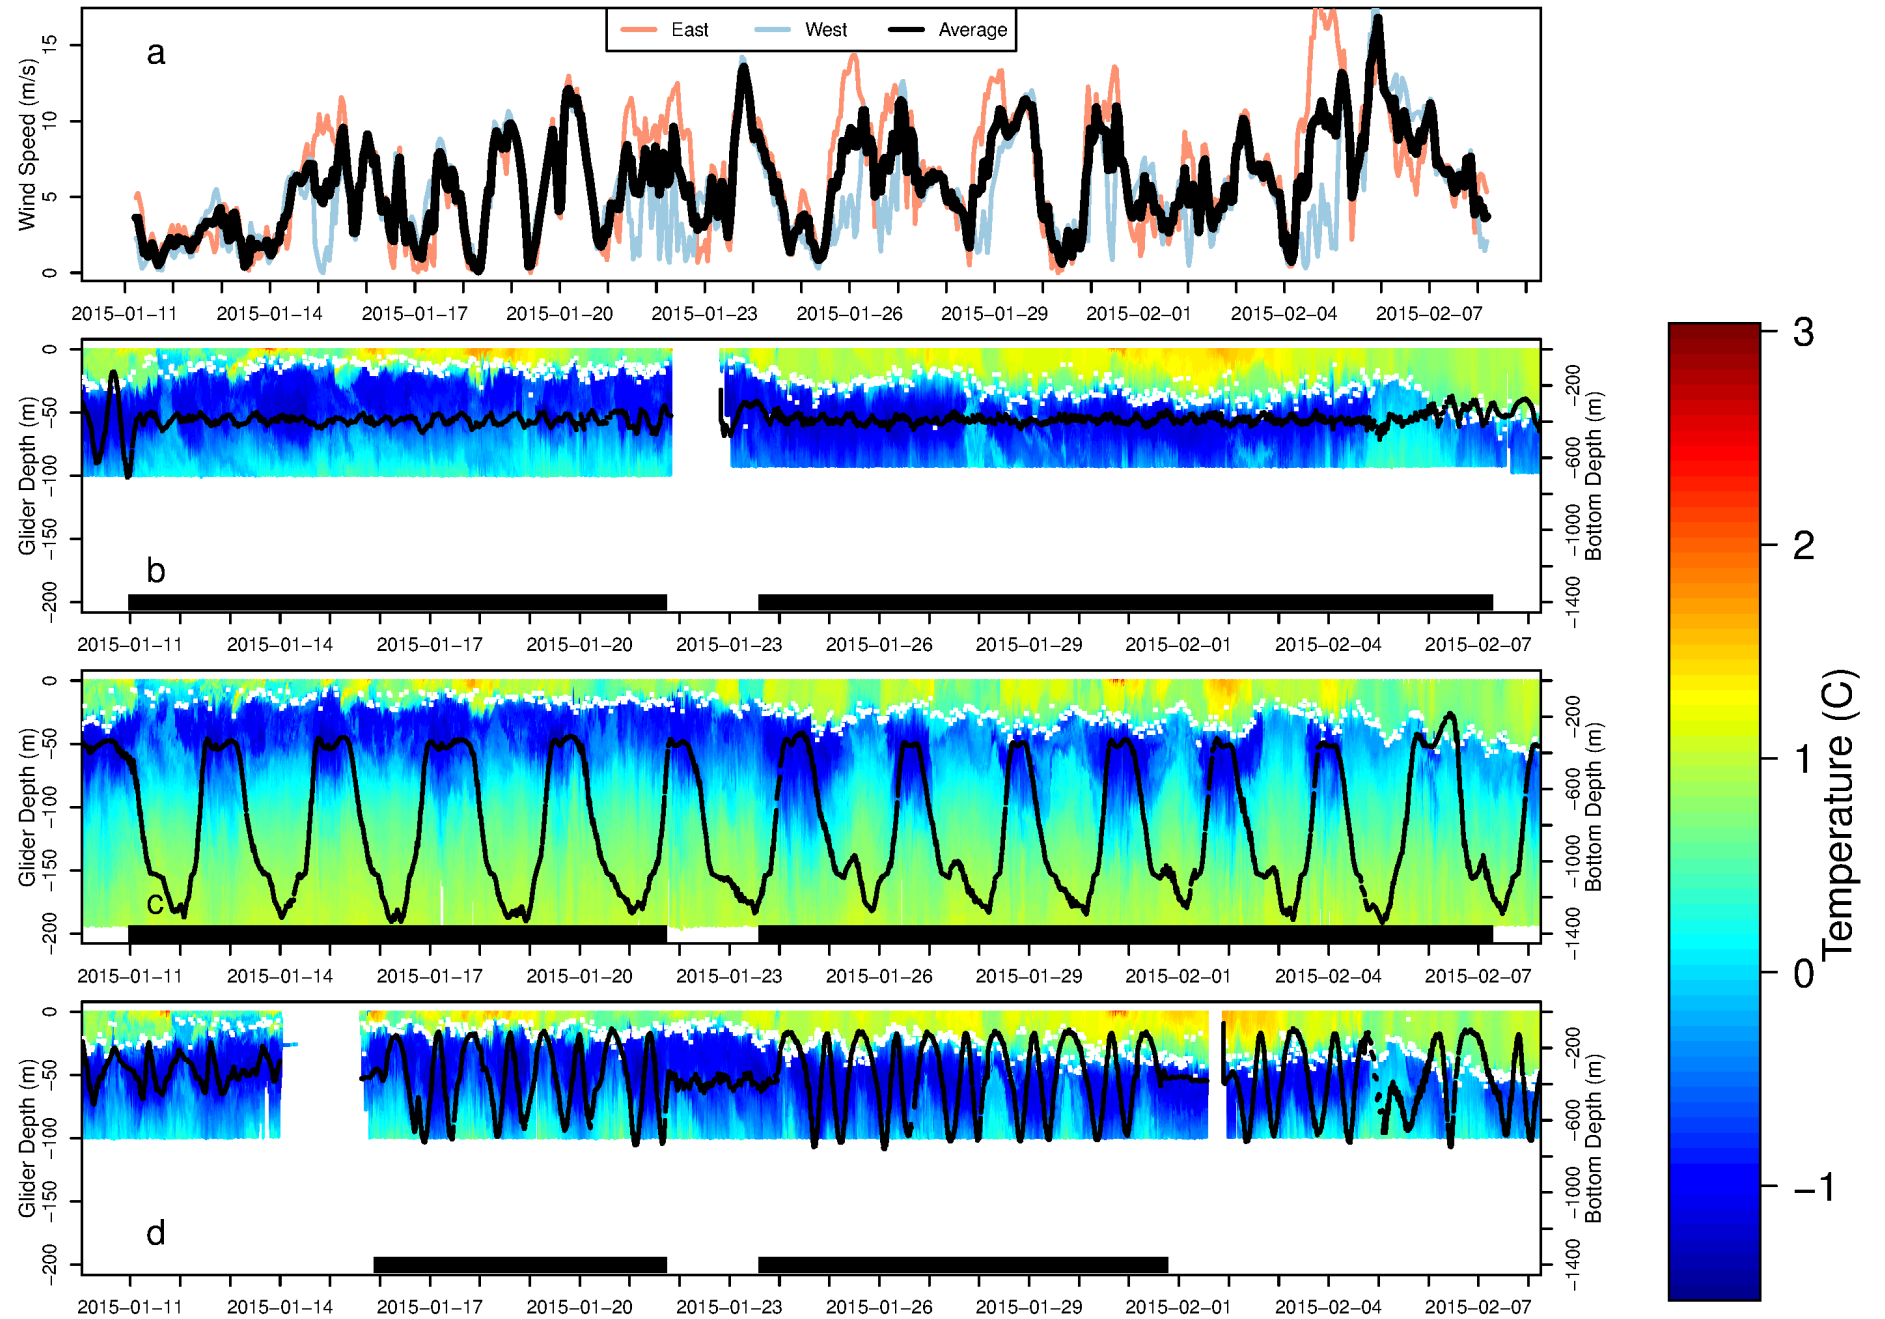 a
East West Average
Wind Speed (m/s)
0 5 10 15
2015−01−11 2015−01−14 2015−01−17 2015−01−20 2015−01−23 2015−01−26 2015−01−29 2015−02−01 2015−02−04 2015−02−07
b
Glider Depth (m)
0 −50 −100 −150 −200
Bottom Depth (m)
−200 −600 −1000 −1400
2015−01−11 2015−01−14 2015−01−17 2015−01−20 2015−01−23 2015−01−26 2015−01−29 2015−02−01 2015−02−04 2015−02−07
c
Glider Depth (m)
0 −50 −100 −150 −200
Bottom Depth (m)
−200 −600 −1000 −1400
2015−01−11 2015−01−14 2015−01−17 2015−01−20 2015−01−23 2015−01−26 2015−01−29 2015−02−01 2015−02−04 2015−02−07
d
Glider Depth (m)
0 −50 −100 −150 −200
Bottom Depth (m)
−200 −600 −1000 −1400
2015−01−11 2015−01−14 2015−01−17 2015−01−20 2015−01−23 2015−01−26 2015−01−29 2015−02−01 2015−02−04 2015−02−07
3
2
1
0
−1
Temperature (C)